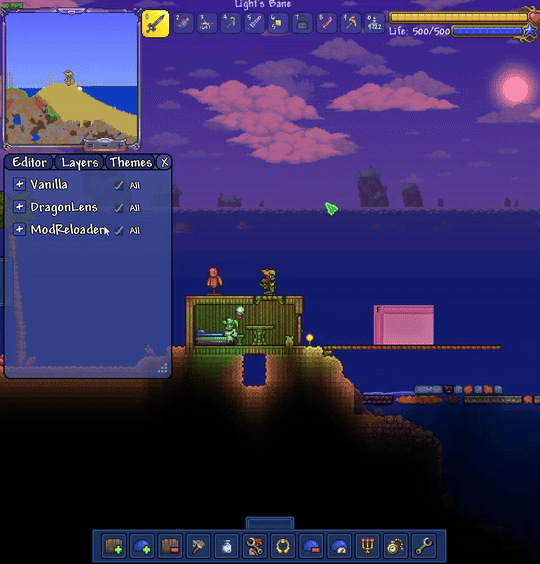 Light's Bane
Life: 500/500
Editor Layers Themes X
Vanilla All
DragonLens All
ModReloader All